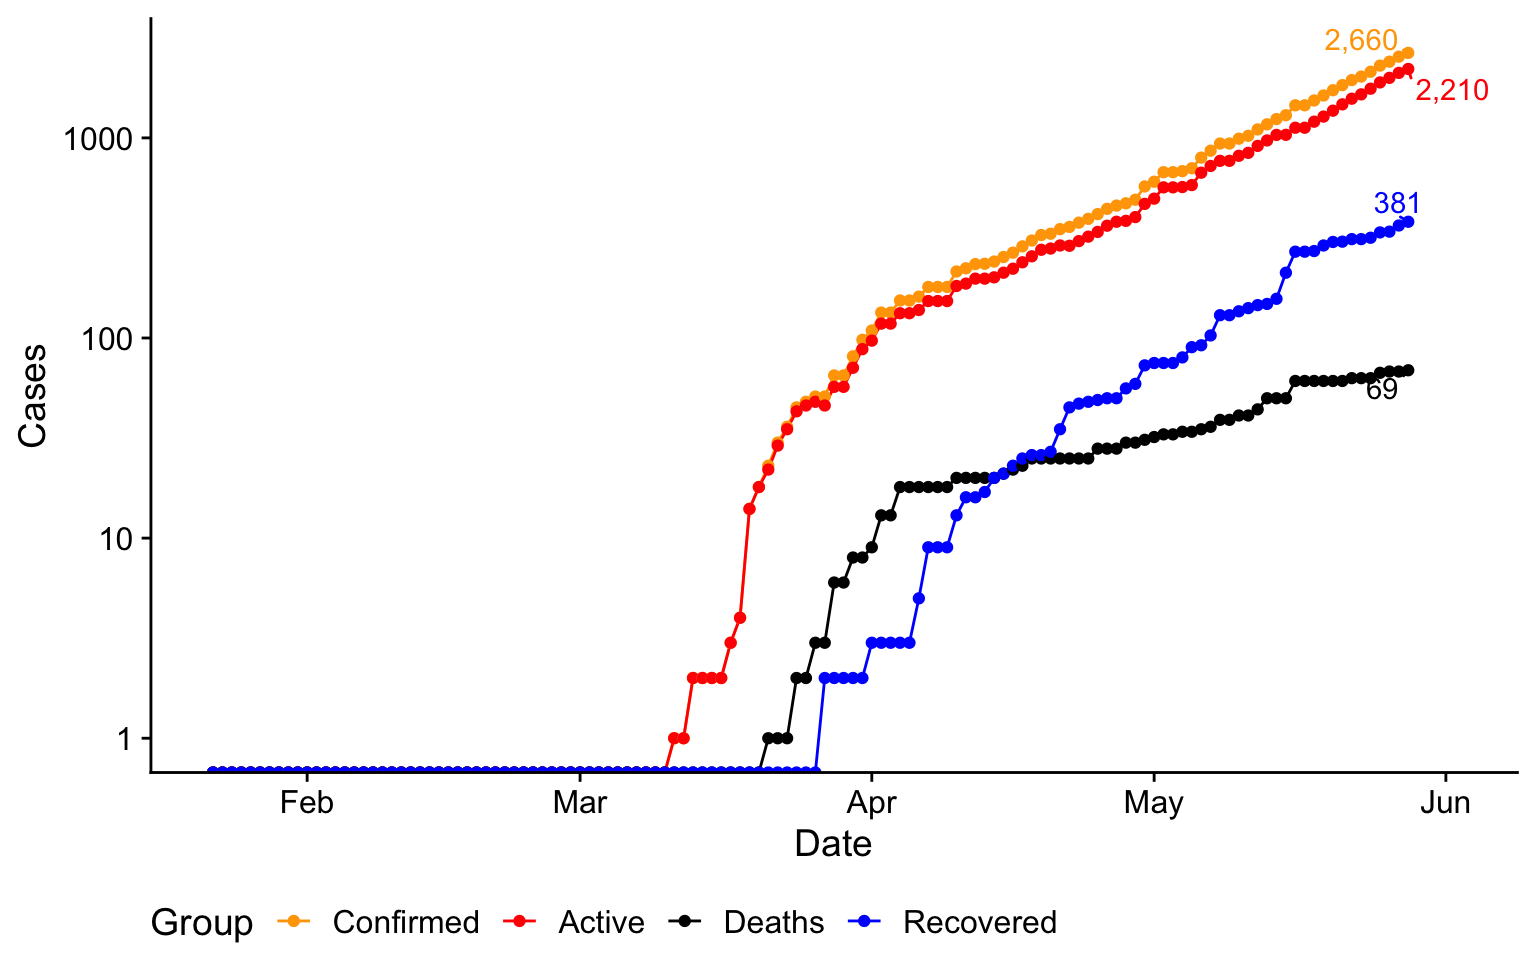 2,660
2,210
381
69
1000
100
10
1
Cases
Feb Mar Apr May Jun
Date
Group Confirmed Active Deaths Recovered